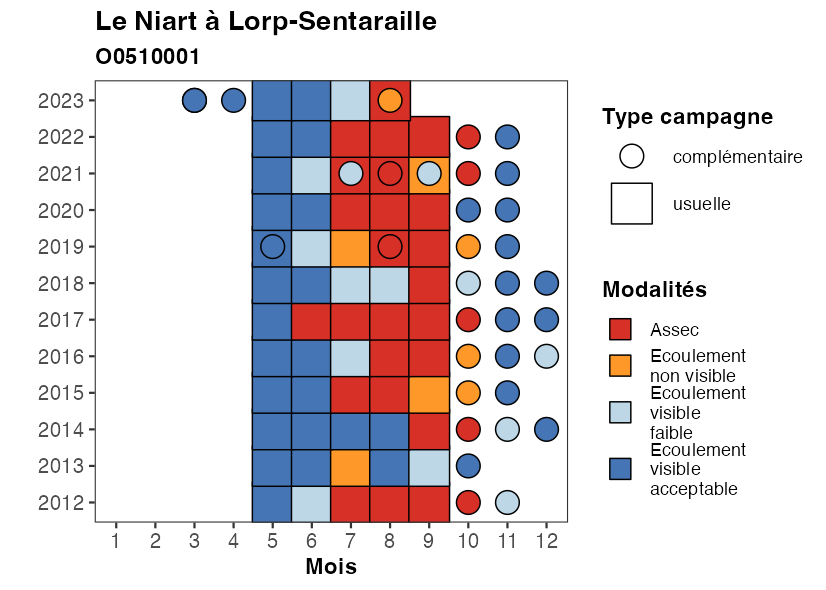 Le Niart à Lorp-Sentaraille
O0510001
2023
2022
2021
2020
2019
2018
2017
2016
2015
2014
2013
2012
1 2 3 4 5 6 7 8 9 10 11 12
Mois
Type campagne
complémentaire
usuelle
Modalités
Assec
Ecoulement
non visible
Ecoulement
visible
faible
Ecoulement
visible
acceptable